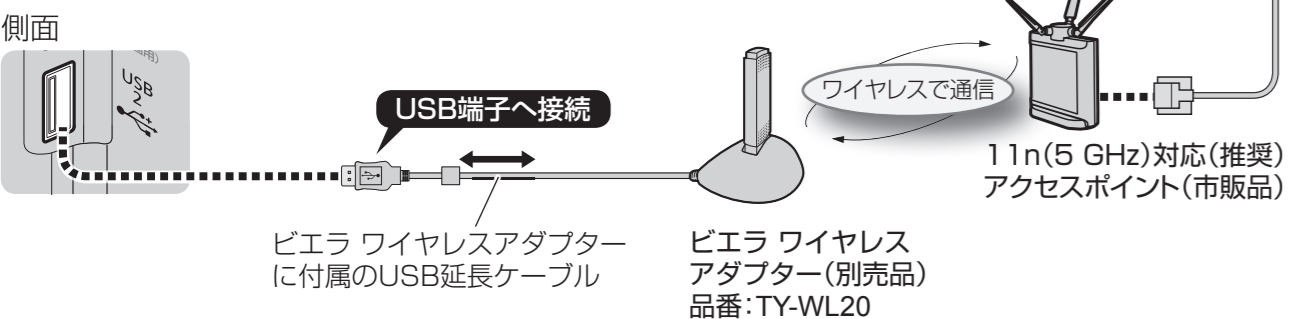 側面
USB
2
USB端子へ接続
ワイヤレスで通信
11n(5 GHz)対応(推奨)
アクセスポイント(市販品)
ビエラ ワイヤレスアダプター
に付属のUSB延長ケーブル
ビエラ ワイヤレス
アダプター(別売品)
品番:TY-WL20